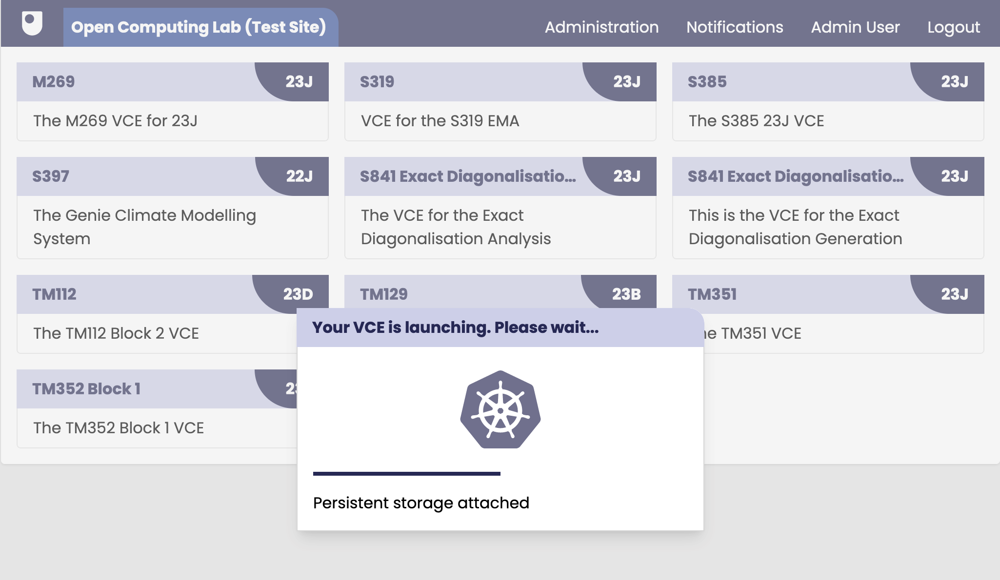 Open Computing Lab (Test Site)
Administration
Notifications
Admin User
Logout
M269
23J
The M269 VCE for 23J
S319
23J
VCE for the S319 EMA
S385
23J
The S385 23J VCE
S397
22J
The Genie Climate Modelling
System
S841 Exact Diagonalisatio...
23J
The VCE for the Exact
Diagonalisation Analysis
S841 Exact Diagonalisatio...
23J
This is the VCE for the Exact
Diagonalisation Generation
TM112
23D
The TM112 Block 2 VCE
TM129
23B
TM351
23J
TM351 VCE
TM352 Block 1
The TM352 Block 1 VCE
Your VCE is launching. Please wait...
Persistent storage attached